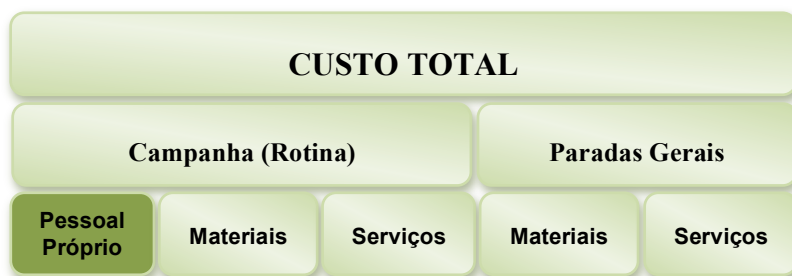 CUSTO TOTAL
Campanha (Rotina)
Paradas Gerais
Pessoal
Próprio
Materiais
Serviços
Materiais
Serviços